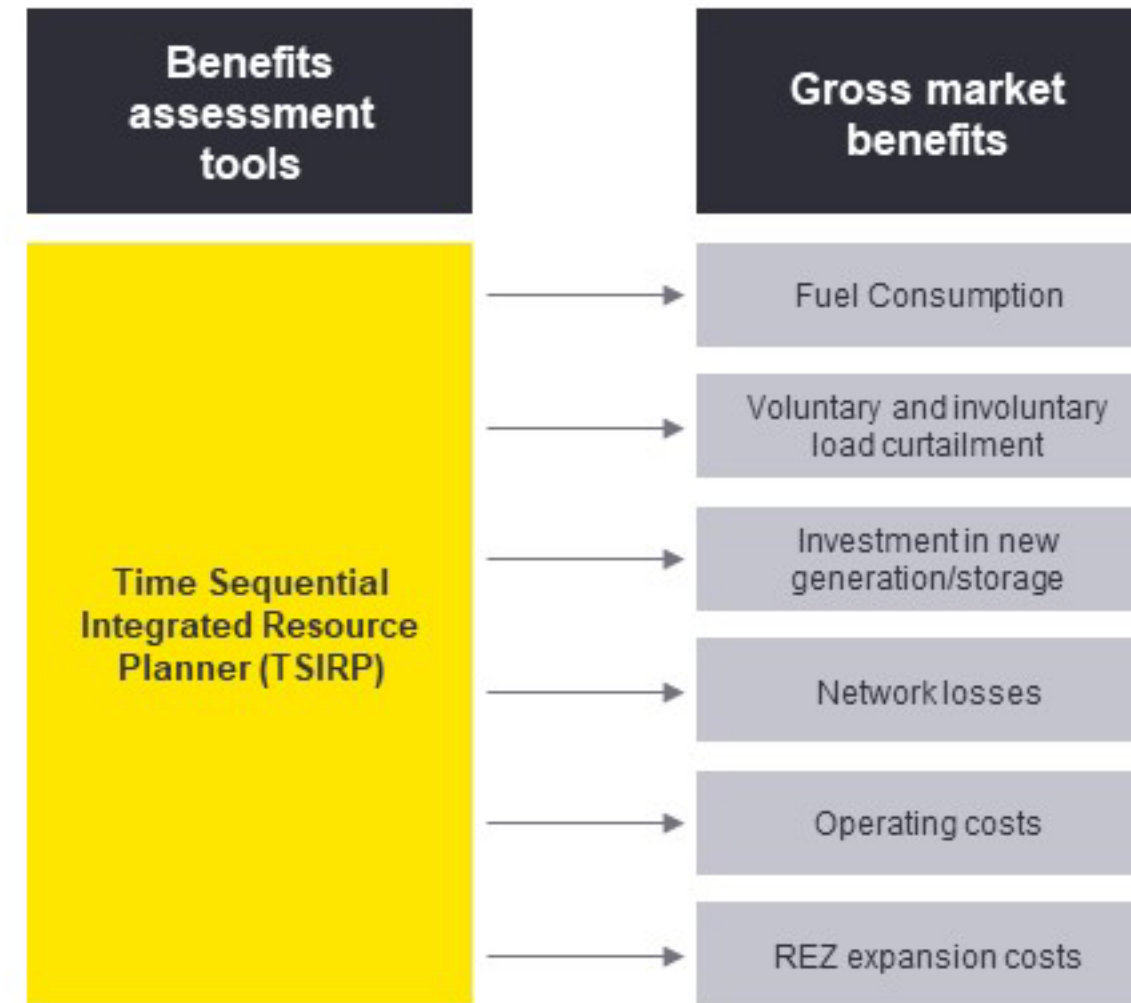 Benefits
assessment
tools
Gross market
benefits
Time Sequential
Integrated Resource
Planner (TSIRP)
Fuel Consumption
Voluntary and involuntary
load curtailment
Investment in new
generation/storage
Network losses
Operating costs
REZ expansion costs